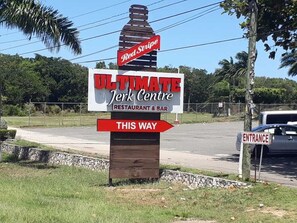 Red Stripe
ULTIMATE
Jerk Centre
RESTAURANT & BAR
THIS WAY
ENTRANCE